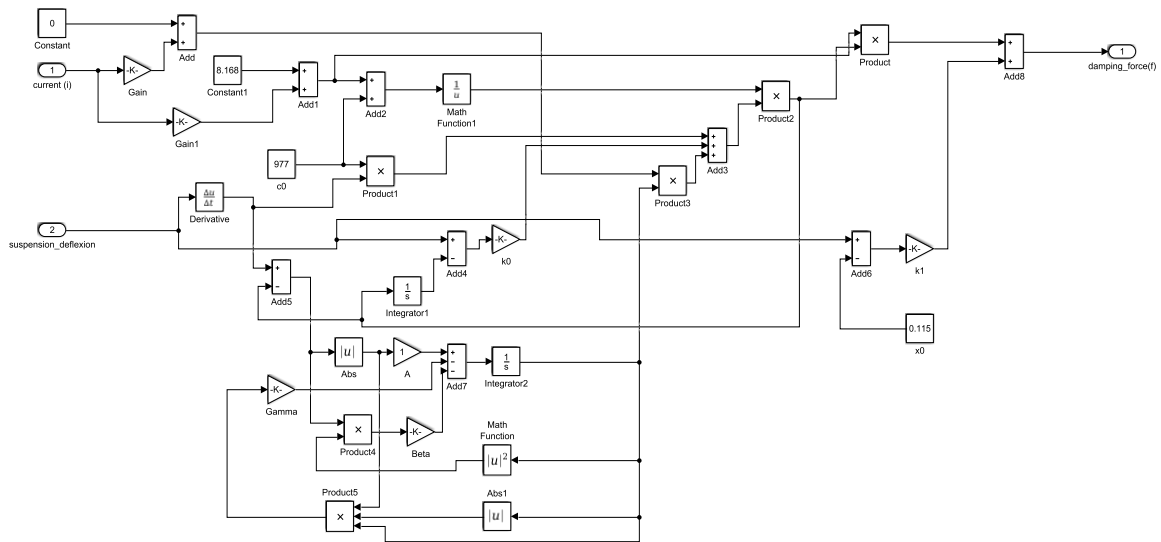 0
Constant
+
+
Add
1
current (i)
-K-
Gain
8.168
Constant1
+
+
Add1
-K-
Gain1
+
+
Add2
1
u
Math
Function1
×
Product
+
+
Add8
1
damping_force(f)
×
Product2
977
c0
×
Product1
+
+
+
Add3
×
Product3
Δu
Δt
Derivative
2
suspension_deflexion
+
−
Add4
-K-
k0
+
−
Add6
-K-
k1
+
−
Add5
1
s
Integrator1
0.115
x0
|u|
Abs
1
A
+
−
−
Add7
1
s
Integrator2
-K-
Gamma
×
Product4
-K-
Beta
Math
Function
|u|²
Product5
×
Abs1
|u|